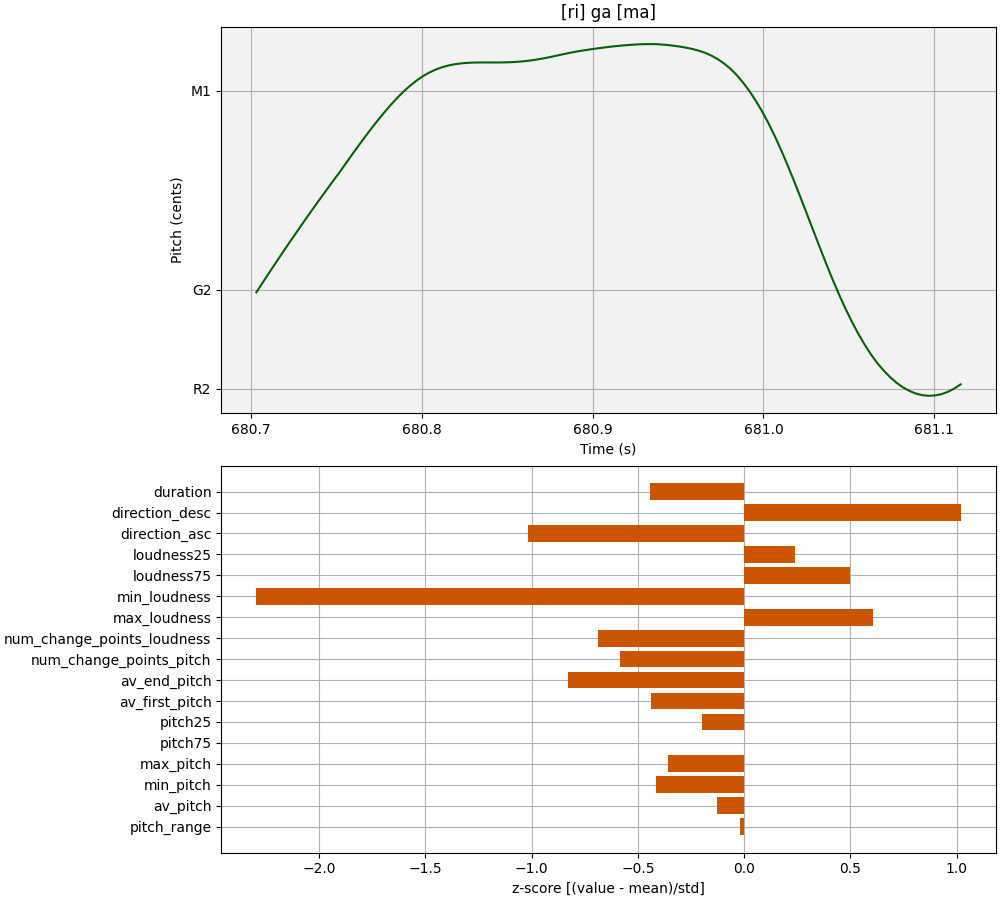 [ri] ga [ma]
M1
G2
R2
Pitch (cents)
680.7 680.8 680.9 681.0 681.1
Time (s)
duration
direction_desc
direction_asc
loudness25
loudness75
min_loudness
max_loudness
num_change_points_loudness
num_change_points_pitch
av_end_pitch
av_first_pitch
pitch25
pitch75
max_pitch
min_pitch
av_pitch
pitch_range
−2.0 −1.5 −1.0 −0.5 0.0 0.5 1.0
z-score [(value - mean)/std]